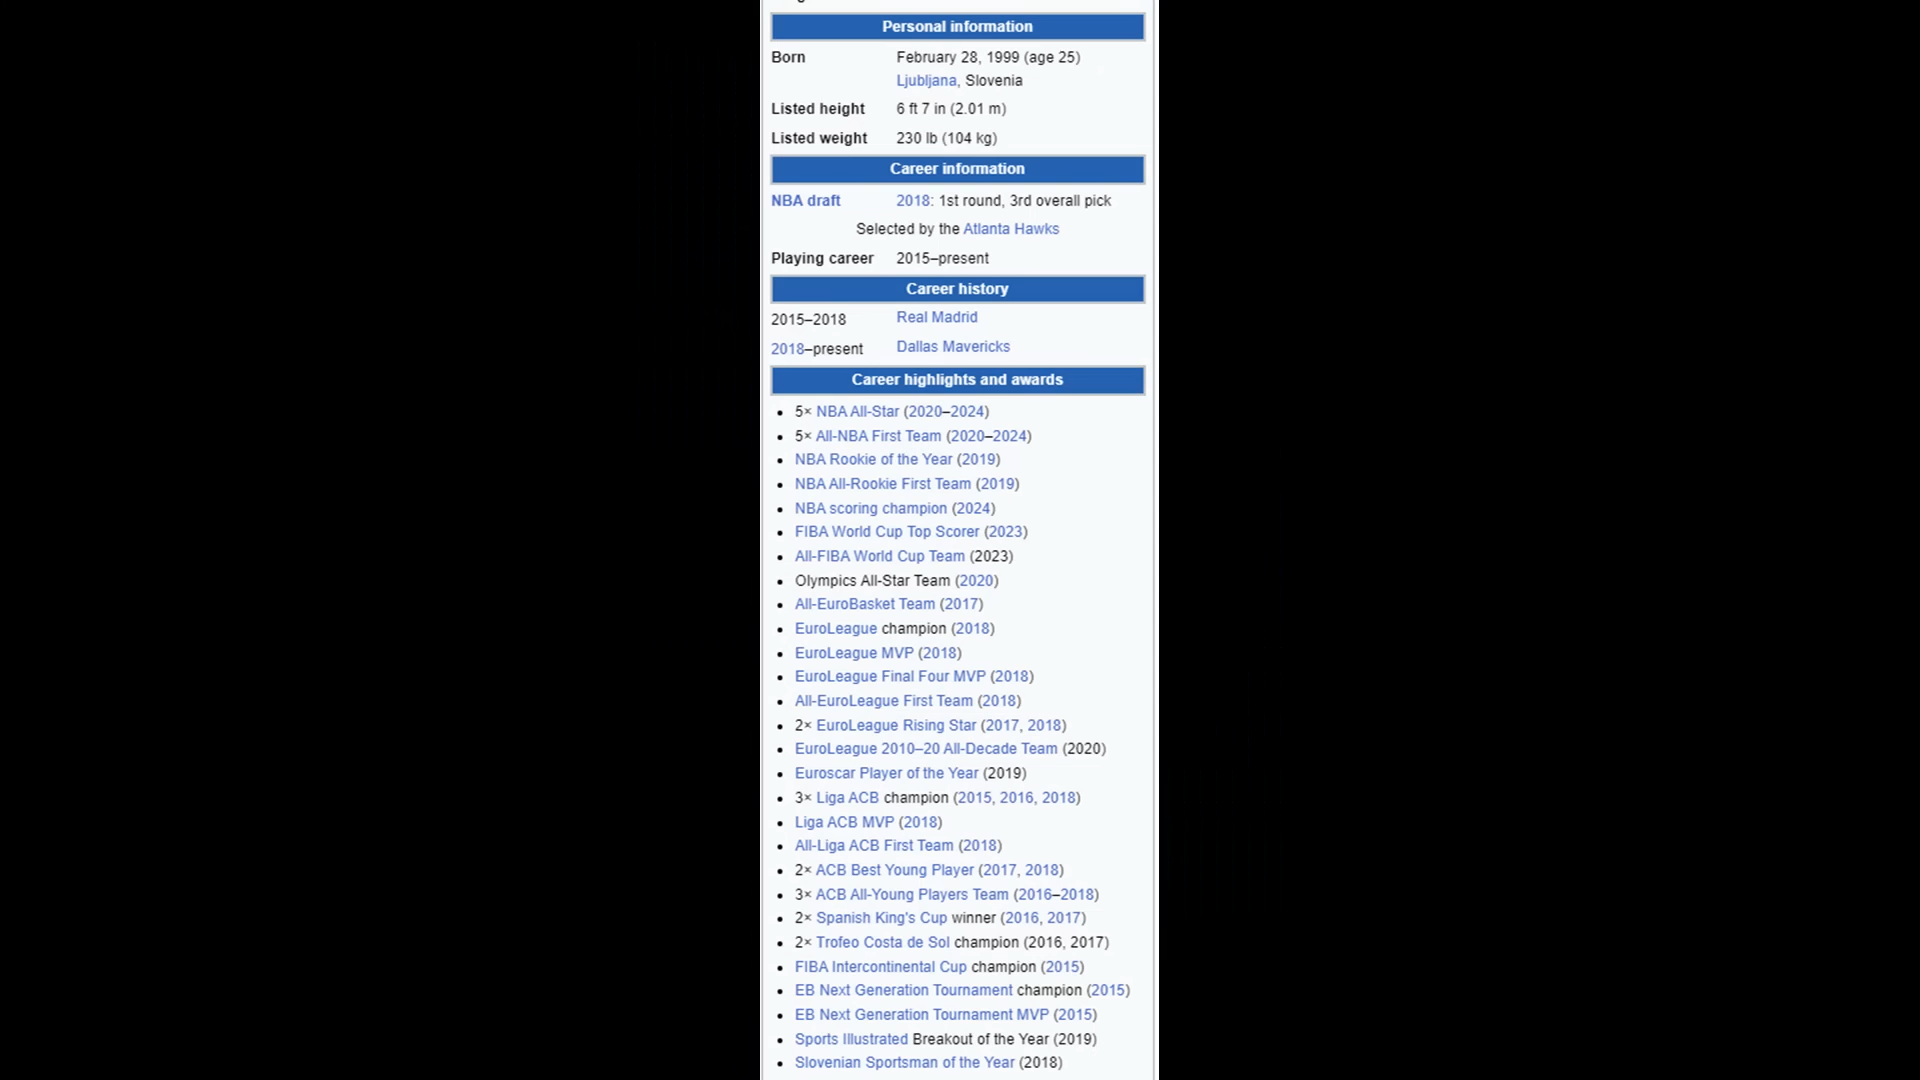 Personal information
Born February 28, 1999 (age 25)
Ljubljana, Slovenia
Listed height 6 ft 7 in (2.01 m)
Listed weight 230 lb (104 kg)
Career information
NBA draft 2018: 1st round, 3rd overall pick
Selected by the Atlanta Hawks
Playing career 2015–present
Career history
2015–2018 Real Madrid
2018–present Dallas Mavericks
Career highlights and awards
• 5× NBA All-Star (2020–2024)
• 5× All-NBA First Team (2020–2024)
• NBA Rookie of the Year (2019)
• NBA All-Rookie First Team (2019)
• NBA scoring champion (2024)
• FIBA World Cup Top Scorer (2023)
• All-FIBA World Cup Team (2023)
• Olympics All-Star Team (2020)
• All-EuroBasket Team (2017)
• EuroLeague champion (2018)
• EuroLeague MVP (2018)
• EuroLeague Final Four MVP (2018)
• All-EuroLeague First Team (2018)
• 2× EuroLeague Rising Star (2017, 2018)
• EuroLeague 2010–20 All-Decade Team (2020)
• Euroscar Player of the Year (2019)
• 3× Liga ACB champion (2015, 2016, 2018)
• Liga ACB MVP (2018)
• All-Liga ACB First Team (2018)
• 2× ACB Best Young Player (2017, 2018)
• 3× ACB All-Young Players Team (2016–2018)
• 2× Spanish King's Cup winner (2016, 2017)
• 2× Trofeo Costa de Sol champion (2016, 2017)
• FIBA Intercontinental Cup champion (2015)
• EB Next Generation Tournament champion (2015)
• EB Next Generation Tournament MVP (2015)
• Sports Illustrated Breakout of the Year (2019)
• Slovenian Sportsman of the Year (2018)